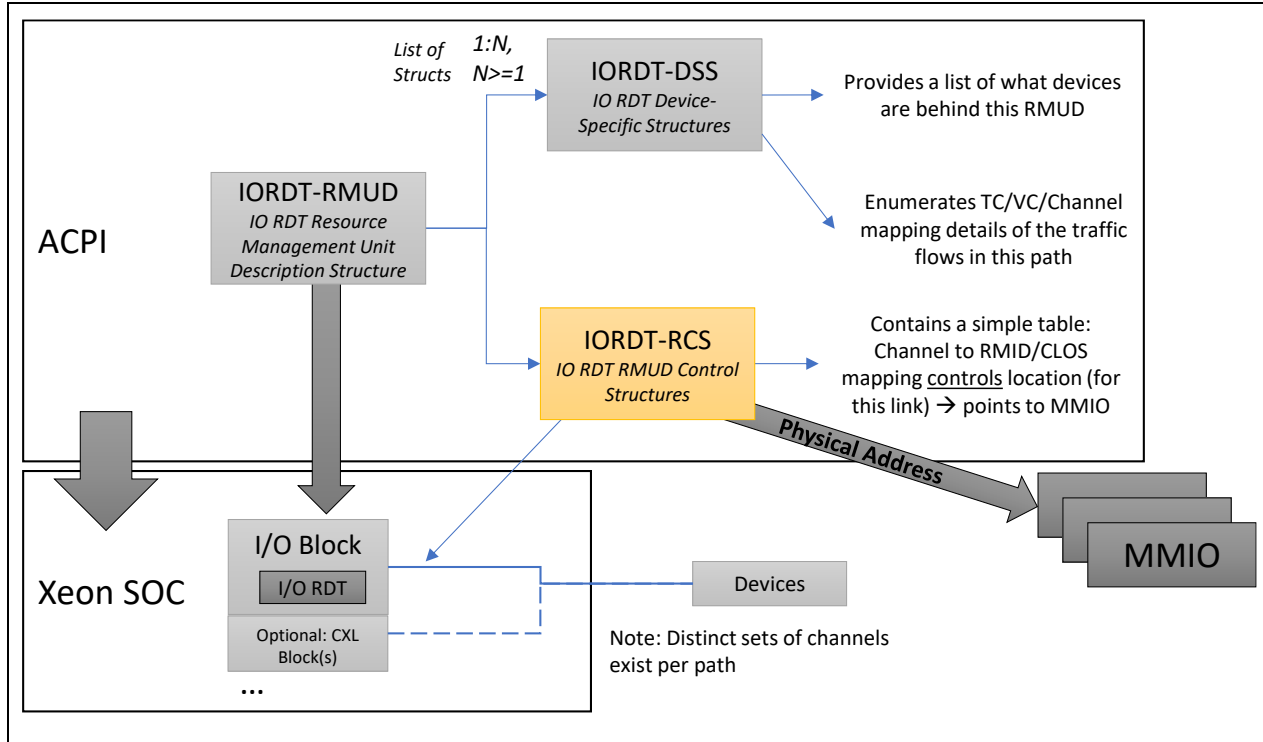 ACPI
List of
Structs
1:N,
N>=1
IORDT-DSS
IO RDT Device-
Specific Structures
Provides a list of what devices
are behind this RMUD
IORDT-RMUD
IO RDT Resource
Management Unit
Description Structure
Enumerates TC/VC/Channel
mapping details of the traffic
flows in this path
IORDT-RCS
IO RDT RMUD Control
Structures
Contains a simple table:
Channel to RMID/CLOS
mapping controls location (for
this link) → points to MMIO
Physical Address
MMIO
Xeon SOC
I/O Block
I/O RDT
Optional: CXL
Block(s)
...
Devices
Note: Distinct sets of channels
exist per path